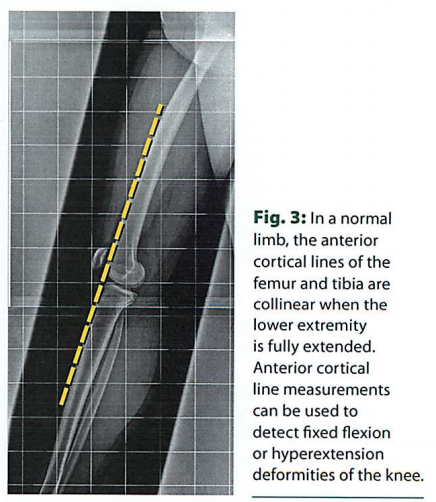 Fig. 3: In a normal
limb, the anterior
cortical lines of the
femur and tibia are
collinear when the
lower extremity
is fully extended.
Anterior cortical
line measurements
can be used to
detect fixed flexion
or hyperextension
deformities of the knee.